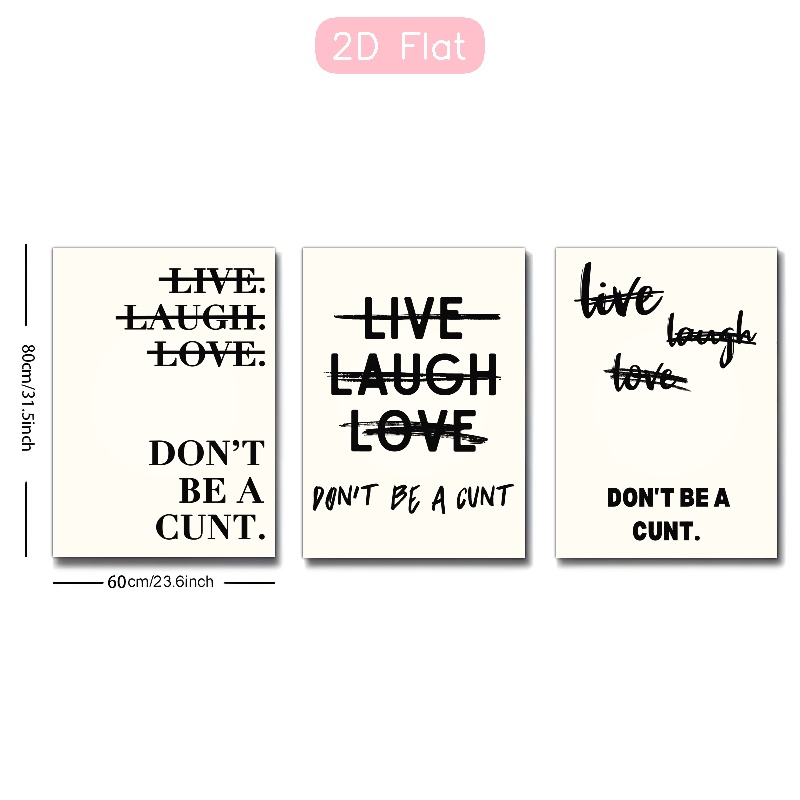 2D Flat
80cm/31.5inch
LIVE.
LAUGH.
LOVE.
DON'T
BE A
CUNT.
60cm/23.6inch
LIVE
LAUGH
LOVE
DON'T BE A CUNT
live
laugh
love
DON'T BE A
CUNT.